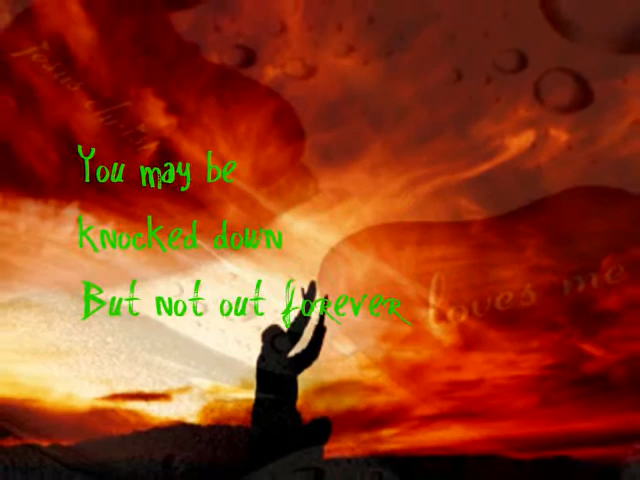 jesus christ
You may be
knocked down
But not out forever
loves me